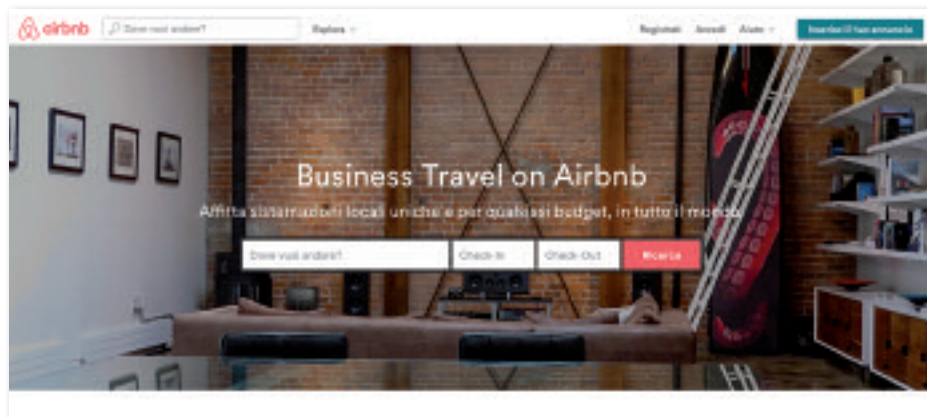 airbnb
Dove vuoi andare?
Esplora
Registrati Accedi Aiuto
Inserisci il tuo annuncio
Business Travel on Airbnb
Affitta sistemazioni locali uniche e per qualsiasi budget, in tutto il mondo.
Dove vuoi andare? Check-In Check-Out Ricerca